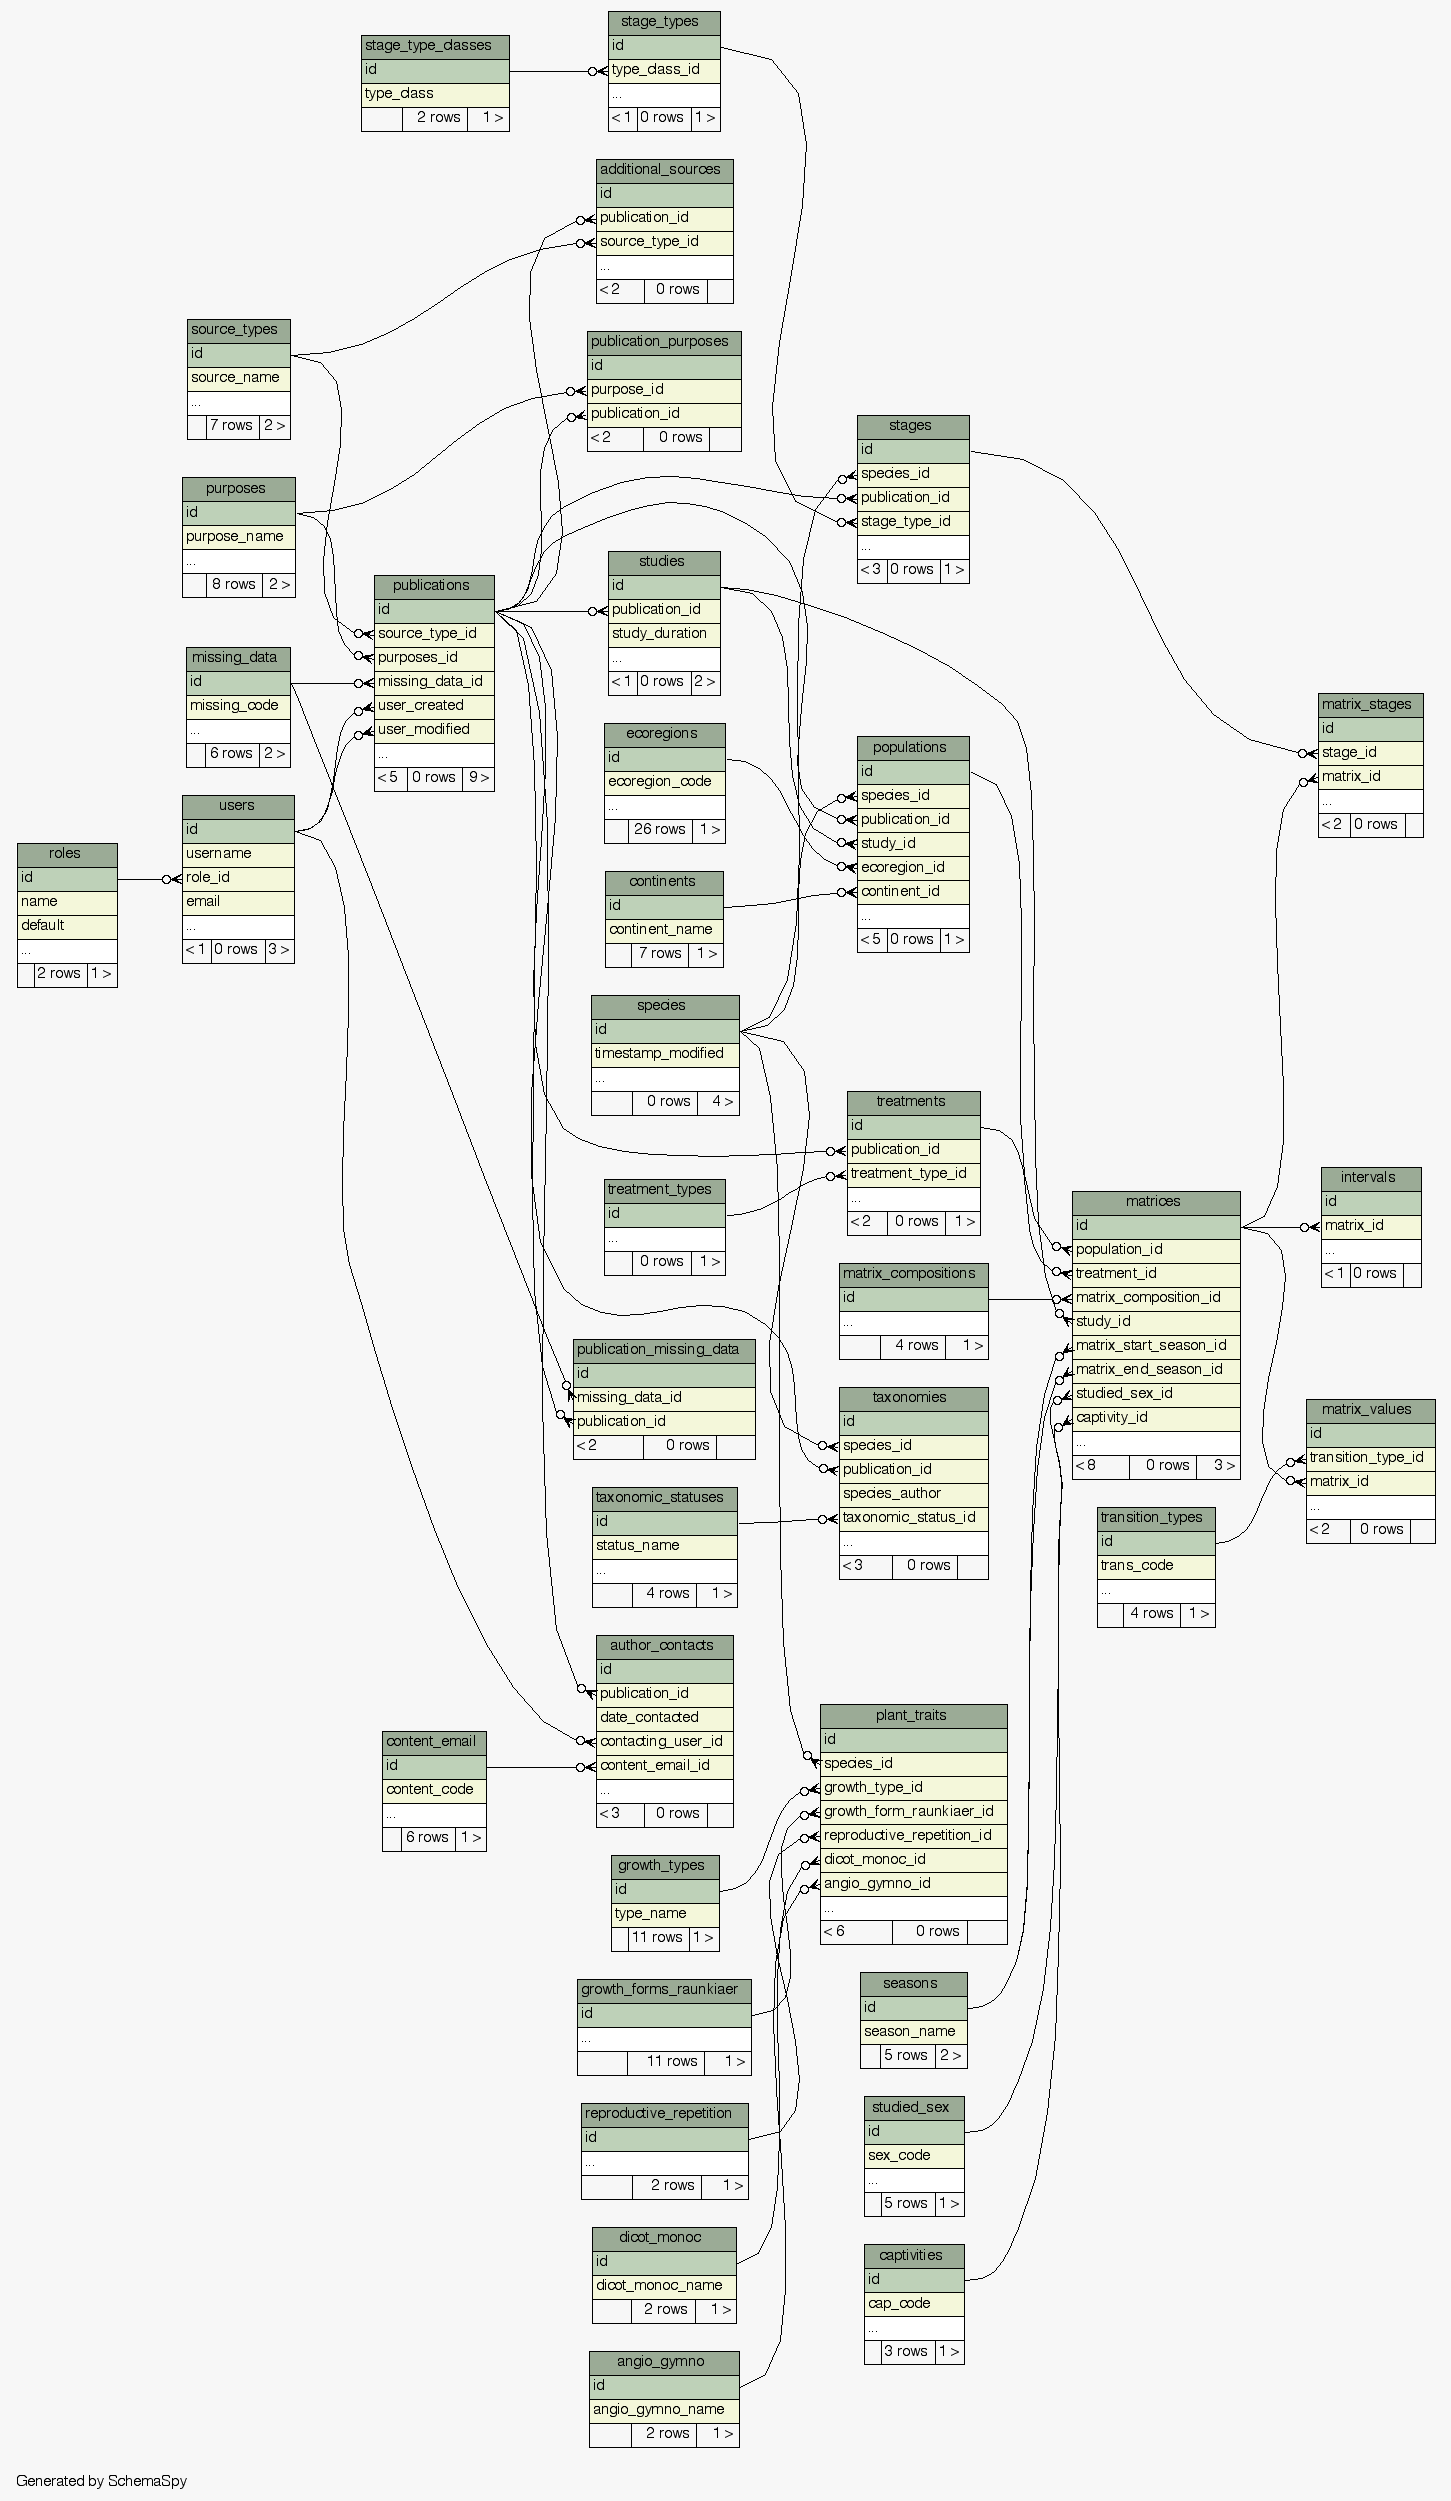 stage_types
id
type_class_id
...
< 1 0 rows 1 >
stage_type_classes
id
type_class
2 rows 1 >
additional_sources
id
publication_id
source_type_id
...
< 2 0 rows
source_types
id
source_name
...
7 rows 2 >
publication_purposes
id
purpose_id
publication_id
< 2 0 rows
stages
id
species_id
publication_id
stage_type_id
...
< 3 0 rows 1 >
purposes
id
purpose_name
...
8 rows 2 >
publications
id
source_type_id
purposes_id
missing_data_id
user_created
user_modified
...
< 5 0 rows 9 >
studies
id
publication_id
study_duration
...
< 1 0 rows 2 >
missing_data
id
missing_code
...
6 rows 2 >
matrix_stages
id
stage_id
matrix_id
...
< 2 0 rows
ecoregions
id
ecoregion_code
...
26 rows 1 >
populations
id
species_id
publication_id
study_id
ecoregion_id
continent_id
...
< 5 0 rows 1 >
users
id
username
role_id
email
...
< 1 0 rows 3 >
roles
id
name
default
...
2 rows 1 >
continents
id
continent_name
7 rows 1 >
species
id
timestamp_modified
...
0 rows 4 >
treatments
id
publication_id
treatment_type_id
...
< 2 0 rows 1 >
treatment_types
id
...
0 rows 1 >
matrices
id
population_id
treatment_id
matrix_composition_id
study_id
matrix_start_season_id
matrix_end_season_id
studied_sex_id
captivity_id
...
< 8 0 rows 3 >
intervals
id
matrix_id
...
< 1 0 rows
matrix_compositions
id
...
4 rows 1 >
publication_missing_data
id
missing_data_id
publication_id
< 2 0 rows
taxonomies
id
species_id
publication_id
species_author
taxonomic_status_id
...
< 3 0 rows
matrix_values
id
transition_type_id
matrix_id
...
< 2 0 rows
taxonomic_statuses
id
status_name
...
4 rows 1 >
transition_types
id
trans_code
...
4 rows 1 >
author_contacts
id
publication_id
date_contacted
contacting_user_id
content_email_id
...
< 3 0 rows
content_email
id
content_code
...
6 rows 1 >
plant_traits
id
species_id
growth_type_id
growth_form_raunkiaer_id
reproductive_repetition_id
dicot_monoc_id
angio_gymno_id
...
< 6 0 rows
growth_types
id
type_name
11 rows 1 >
growth_forms_raunkiaer
id
...
11 rows 1 >
seasons
id
season_name
5 rows 2 >
reproductive_repetition
id
...
2 rows 1 >
studied_sex
id
sex_code
...
5 rows 1 >
dicot_monoc
id
dicot_monoc_name
2 rows 1 >
captivities
id
cap_code
...
3 rows 1 >
angio_gymno
id
angio_gymno_name
2 rows 1 >
Generated by SchemaSpy